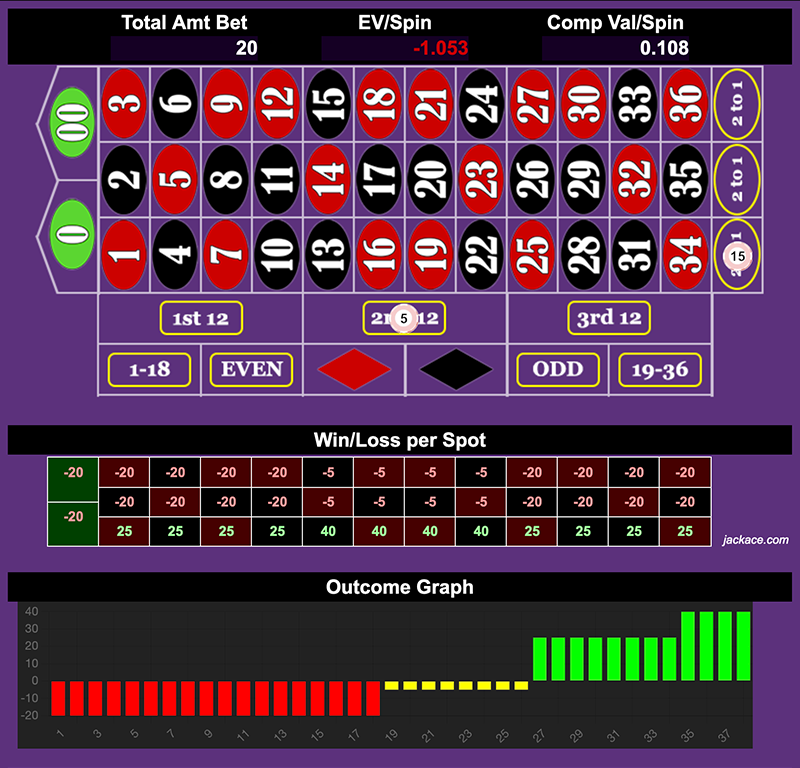 Total Amt Bet EV/Spin Comp Val/Spin
20 -1.053 0.108
00 3 6 9 12 15 18 21 24 27 30 33 36 2 to 1
2 5 8 11 14 17 20 23 26 29 32 35 2 to 1
0 1 4 7 10 13 16 19 22 25 28 31 34 15
1st 12 5 12 3rd 12
1-18 EVEN ODD 19-36
Win/Loss per Spot
-20 -20 -20 -20 -20 -5 -5 -5 -5 -20 -20 -20 -20
-20 -20 -20 -20 -5 -5 -5 -5 -20 -20 -20 -20
-20 25 25 25 25 40 40 40 40 25 25 25 25
jackace.com
Outcome Graph
40
30
20
10
0
-10
-20
1 3 5 7 9 11 13 15 17 19 21 23 25 27 29 31 33 35 37